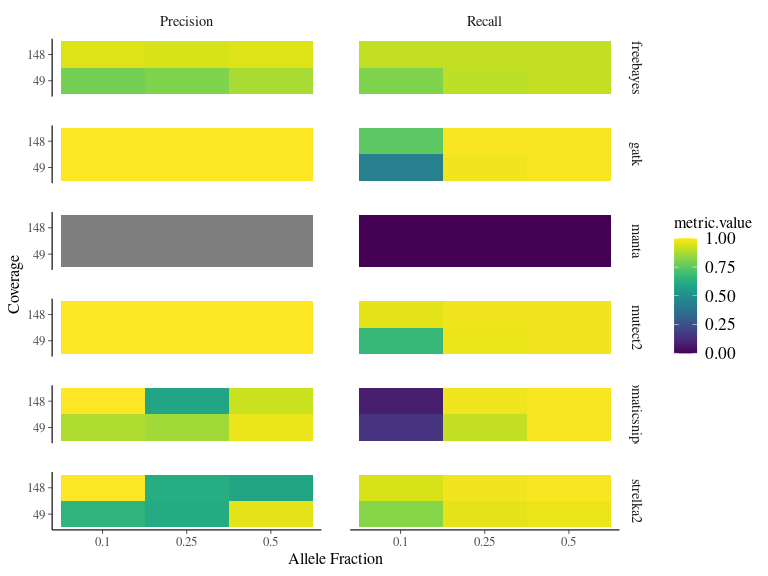 Precision
Recall
148
49
freebayes
148
49
gatk
148
49
manta
148
49
mutect2
148
49
maticsnip
148
49
strelka2
0.1 0.25 0.5
0.1 0.25 0.5
Allele Fraction
Coverage
metric.value
1.00
0.75
0.50
0.25
0.00